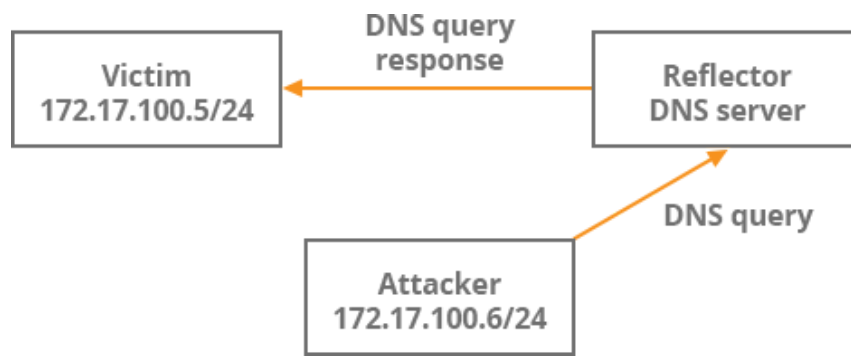 DNS query
response
Victim
172.17.100.5/24
Reflector
DNS server
DNS query
Attacker
172.17.100.6/24